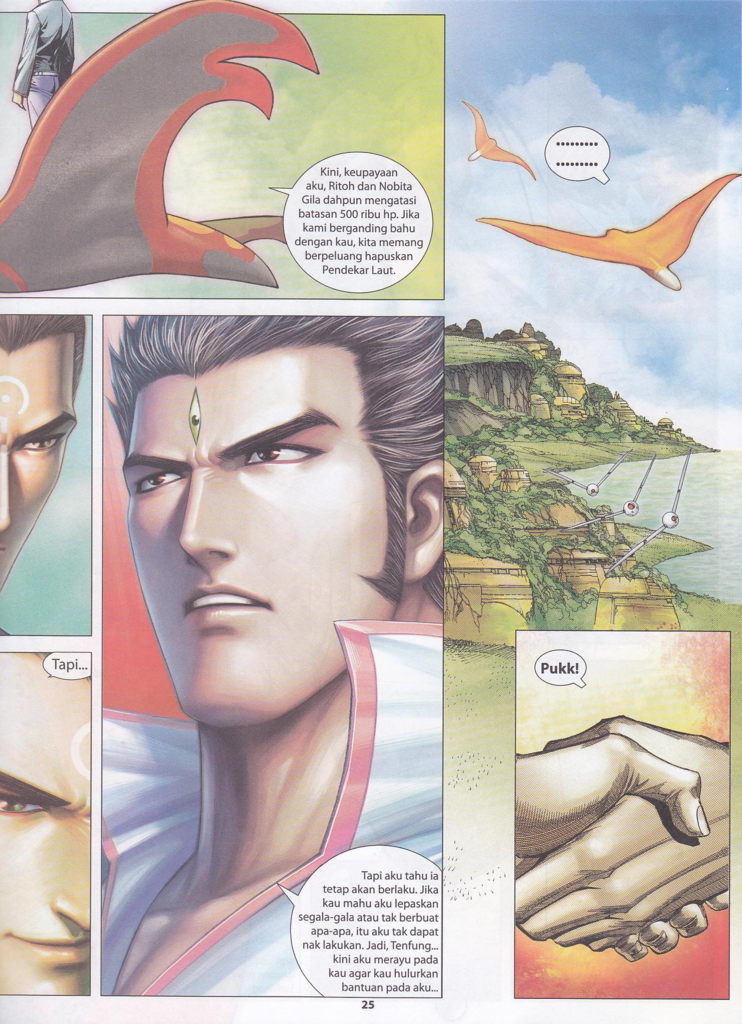 Kini, keupayaan
aku, Ritoh dan Nobita
Gila dahpun mengatasi
batasan 500 ribu hp. Jika
kami berganding bahu
dengan kau, kita memang
berpeluang hapuskan
Pendekar Laut.
..........
..........
Tapi...
Tapi aku tahu ia
tetap akan berlaku. Jika
kau mahu aku lepaskan
segala-gala atau tak berbuat
apa-apa, itu aku tak dapat
nak lakukan. Jadi, Tenfung...
kini aku merayu pada
kau agar kau hulurkan
bantuan pada aku...
Pukk!
25